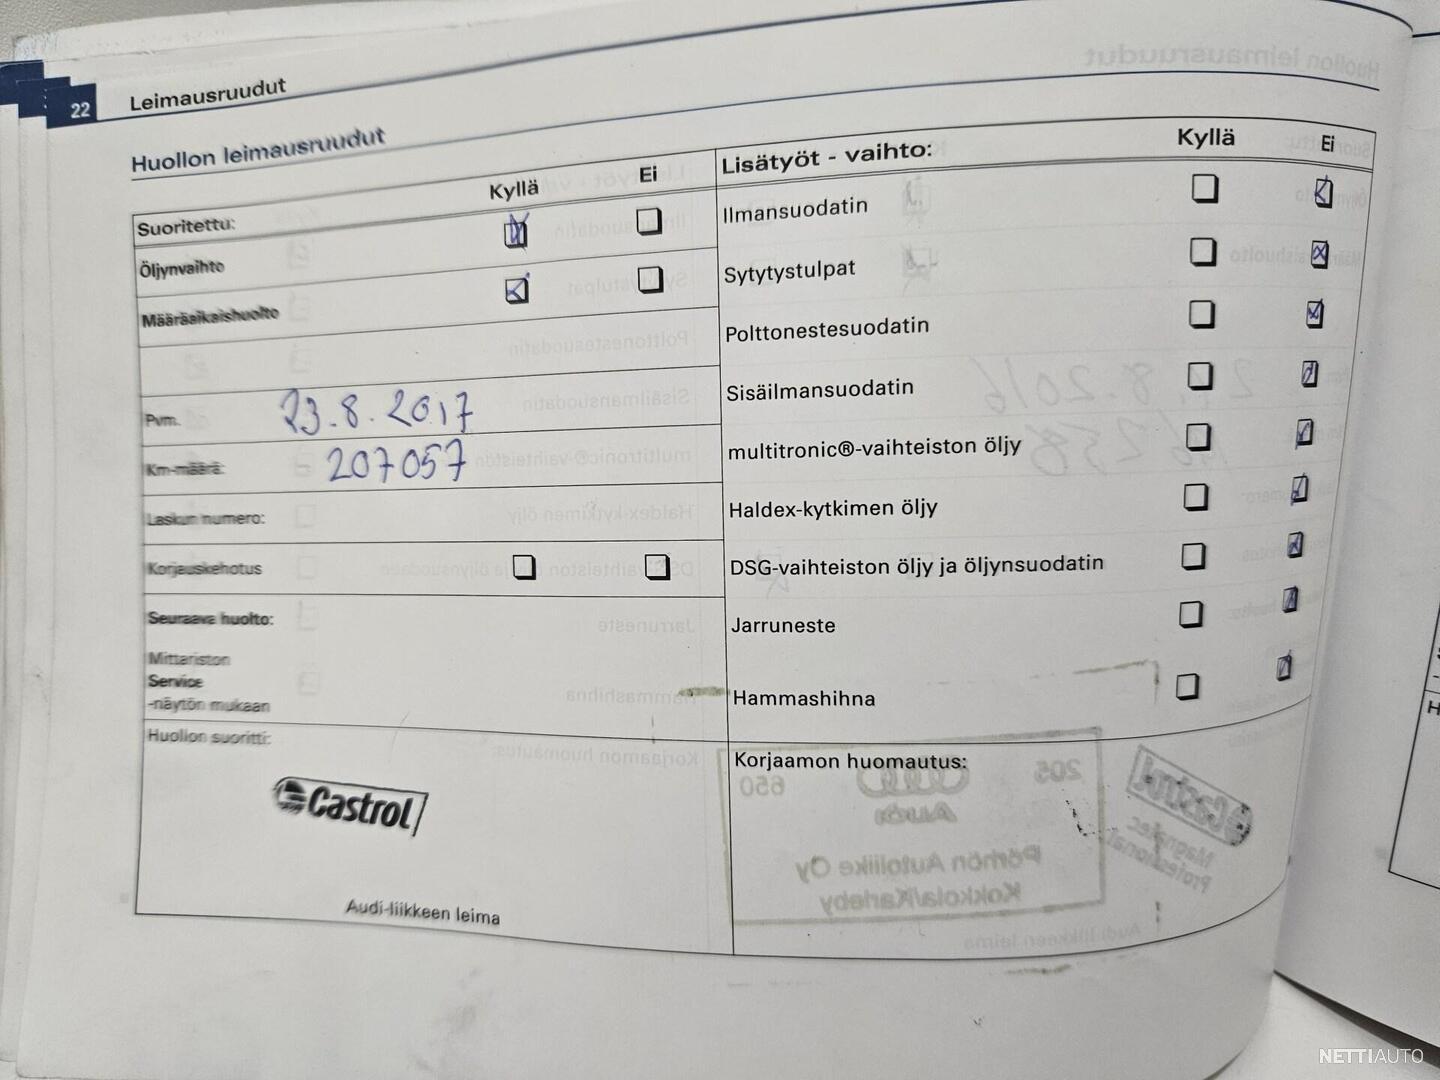 22 Leimausruudut
Huollon leimausruudut
Kyllä Ei
Suoritettu:
Öljynvaihto
Määräaikaishuolto
Pvm. 23.8.2017
Km-määrä: 207057
Laskun numero:
Korjauskehotus
Seuraava huolto:
Mittariston
Service
-näytön mukaan
Huollon suoritti:
Castrol
Audi-liikkeen leima
Lisätyöt - vaihto: Kyllä Ei
Ilmansuodatin
Sytytystulpat
Polttonestesuodatin
Sisäilmansuodatin
multitronic®-vaihteiston öljy
Haldex-kytkimen öljy
DSG-vaihteiston öljy ja öljynsuodatin
Jarruneste
Hammashihna
Korjaamon huomautus:
NETTIAUTO